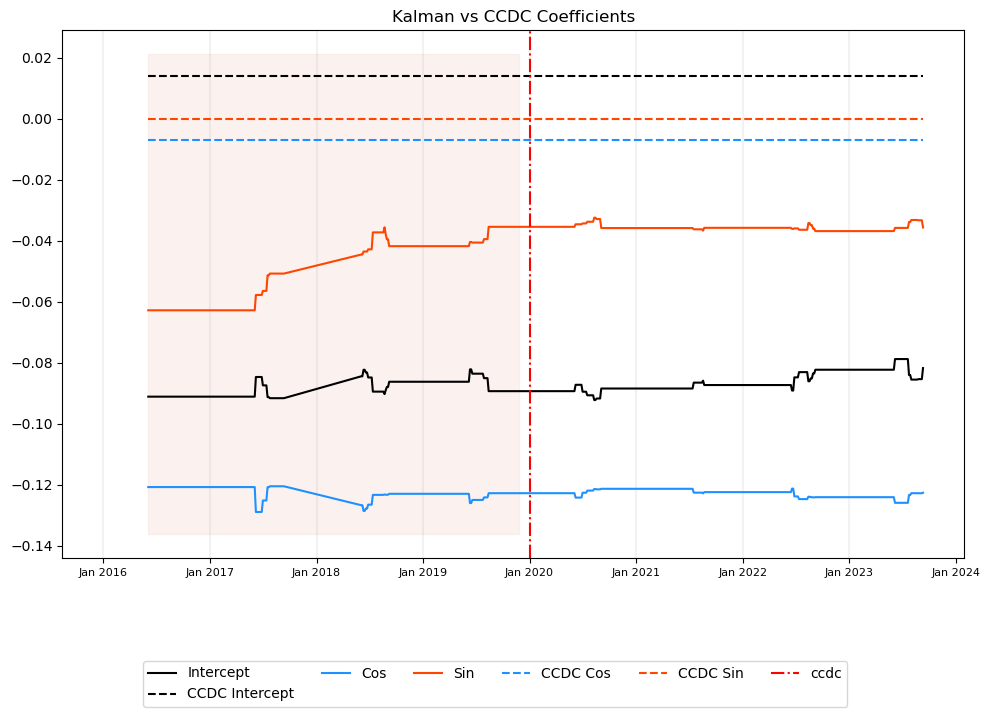 Kalman vs CCDC Coefficients
0.02
0.00
−0.02
−0.04
−0.06
−0.08
−0.10
−0.12
−0.14
Jan 2016 Jan 2017 Jan 2018 Jan 2019 Jan 2020 Jan 2021 Jan 2022 Jan 2023 Jan 2024
Intercept Cos Sin CCDC Cos CCDC Sin ccdc
CCDC Intercept